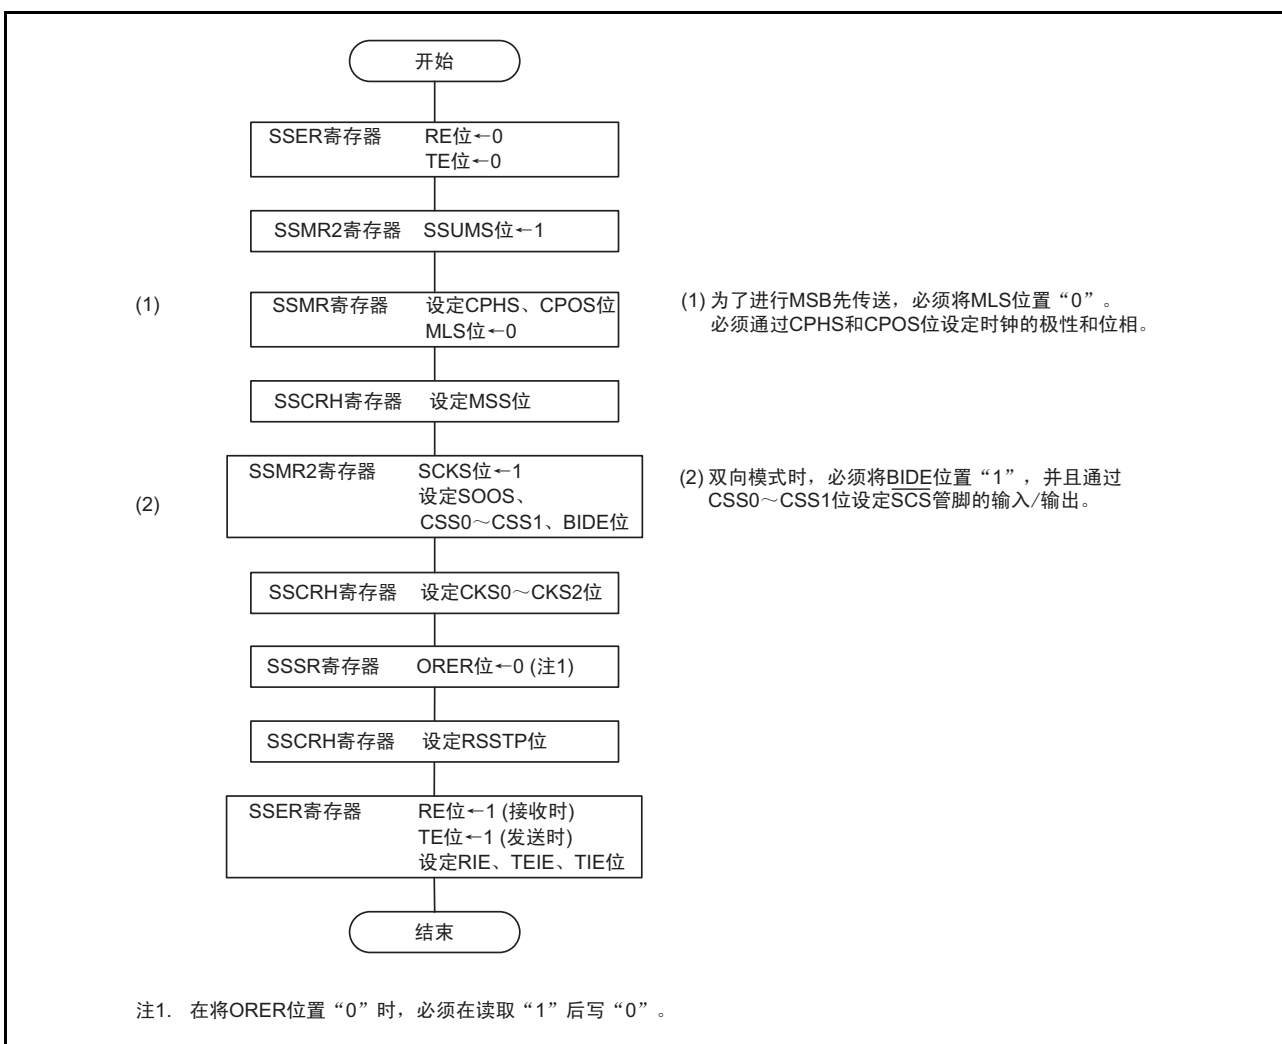 开始
SSER寄存器 RE位←0
TE位←0
SSMR2寄存器 SSUMS位←1
(1)
SSMR寄存器 设定CPHS、CPOS位
MLS位←0
(1) 为了进行MSB先传送，必须将MLS位置“0”。
必须通过CPHS和CPOS位设定时钟的极性和位相。
SSCRH寄存器 设定MSS位
(2)
SSMR2寄存器 SCKS位←1
设定SOOS、
CSS0～CSS1、BIDE位
(2) 双向模式时，必须将BIDE位置“1”，并且通过
CSS0～CSS1位设定SCS管脚的输入/输出。
SSCRH寄存器 设定CKS0～CKS2位
SSSR寄存器 ORER位←0 (注1)
SSCRH寄存器 设定RSSTP位
SSER寄存器 RE位←1 (接收时)
TE位←1 (发送时)
设定RIE、TEIE、TIE位
结束
注1. 在将ORER位置“0”时，必须在读取“1”后写“0”。